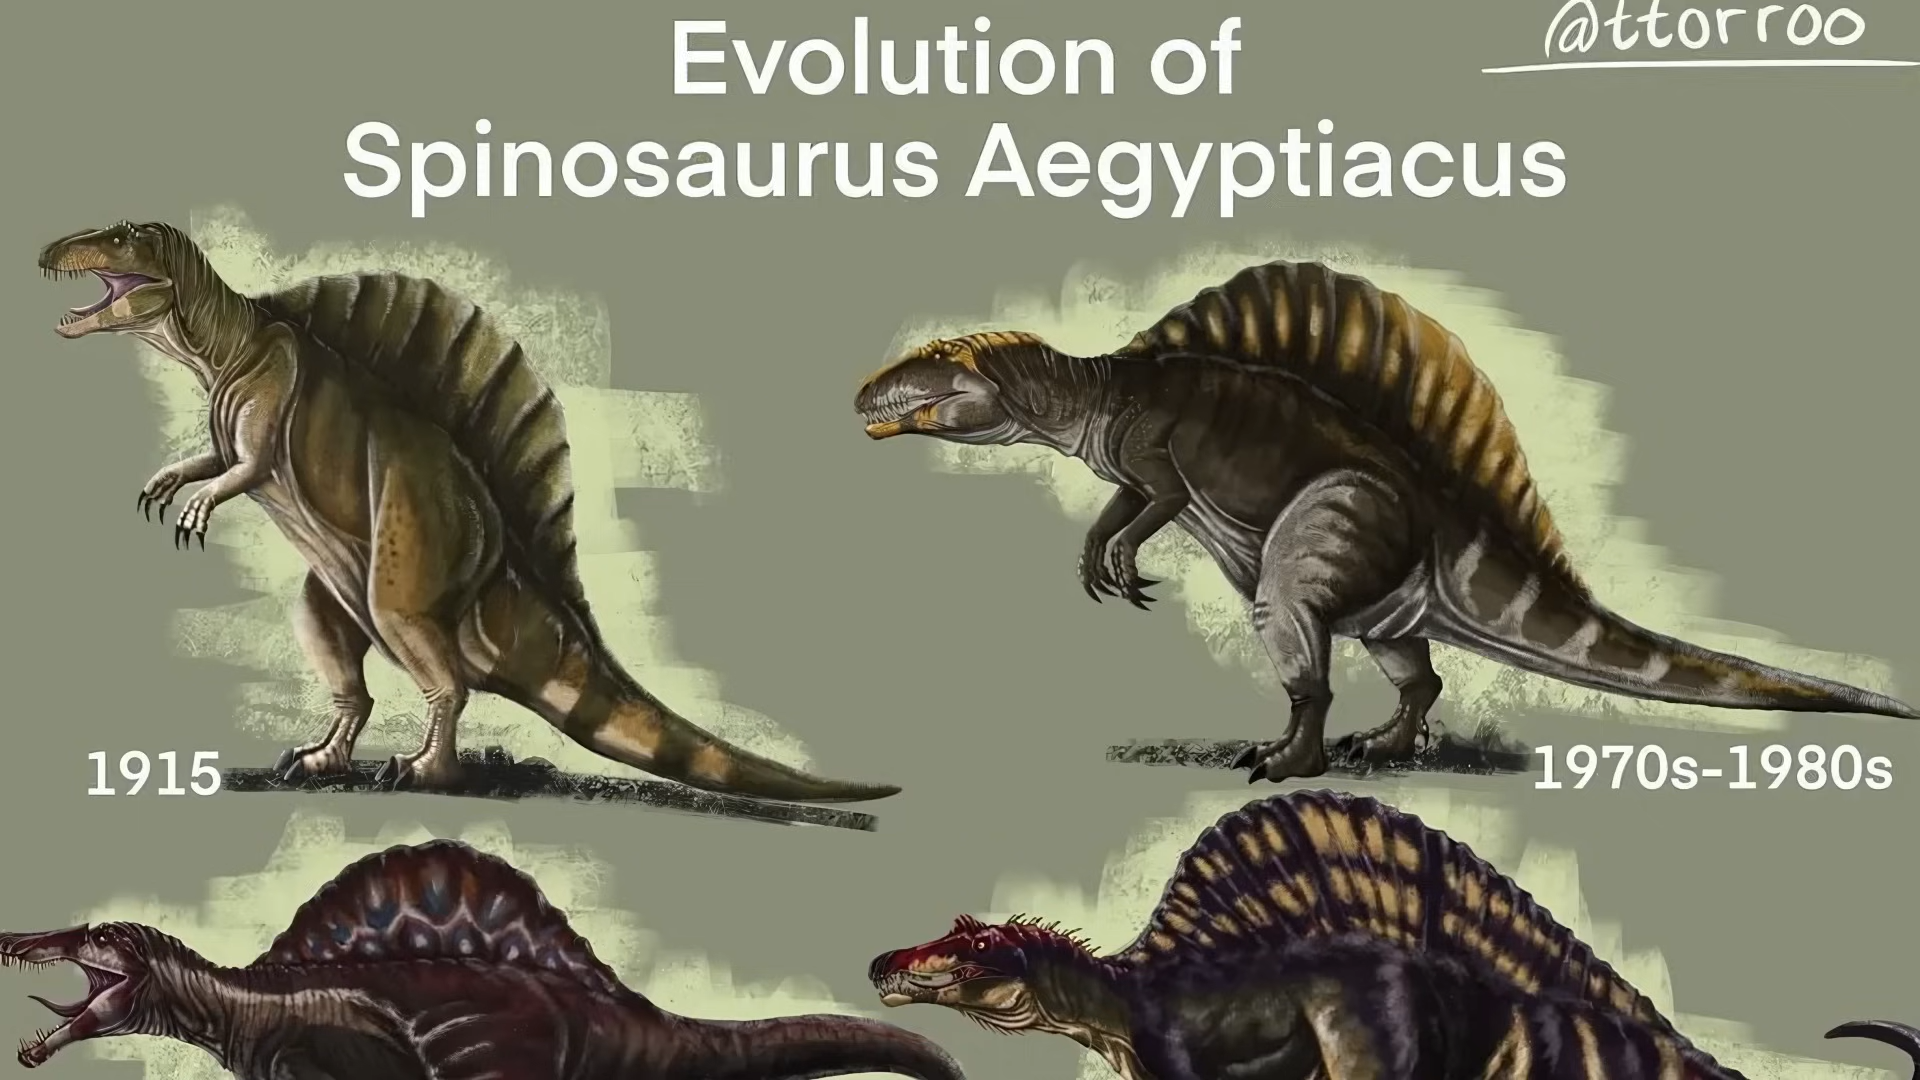 @ttorroo
Evolution of
Spinosaurus Aegyptiacus
1915
1970s-1980s